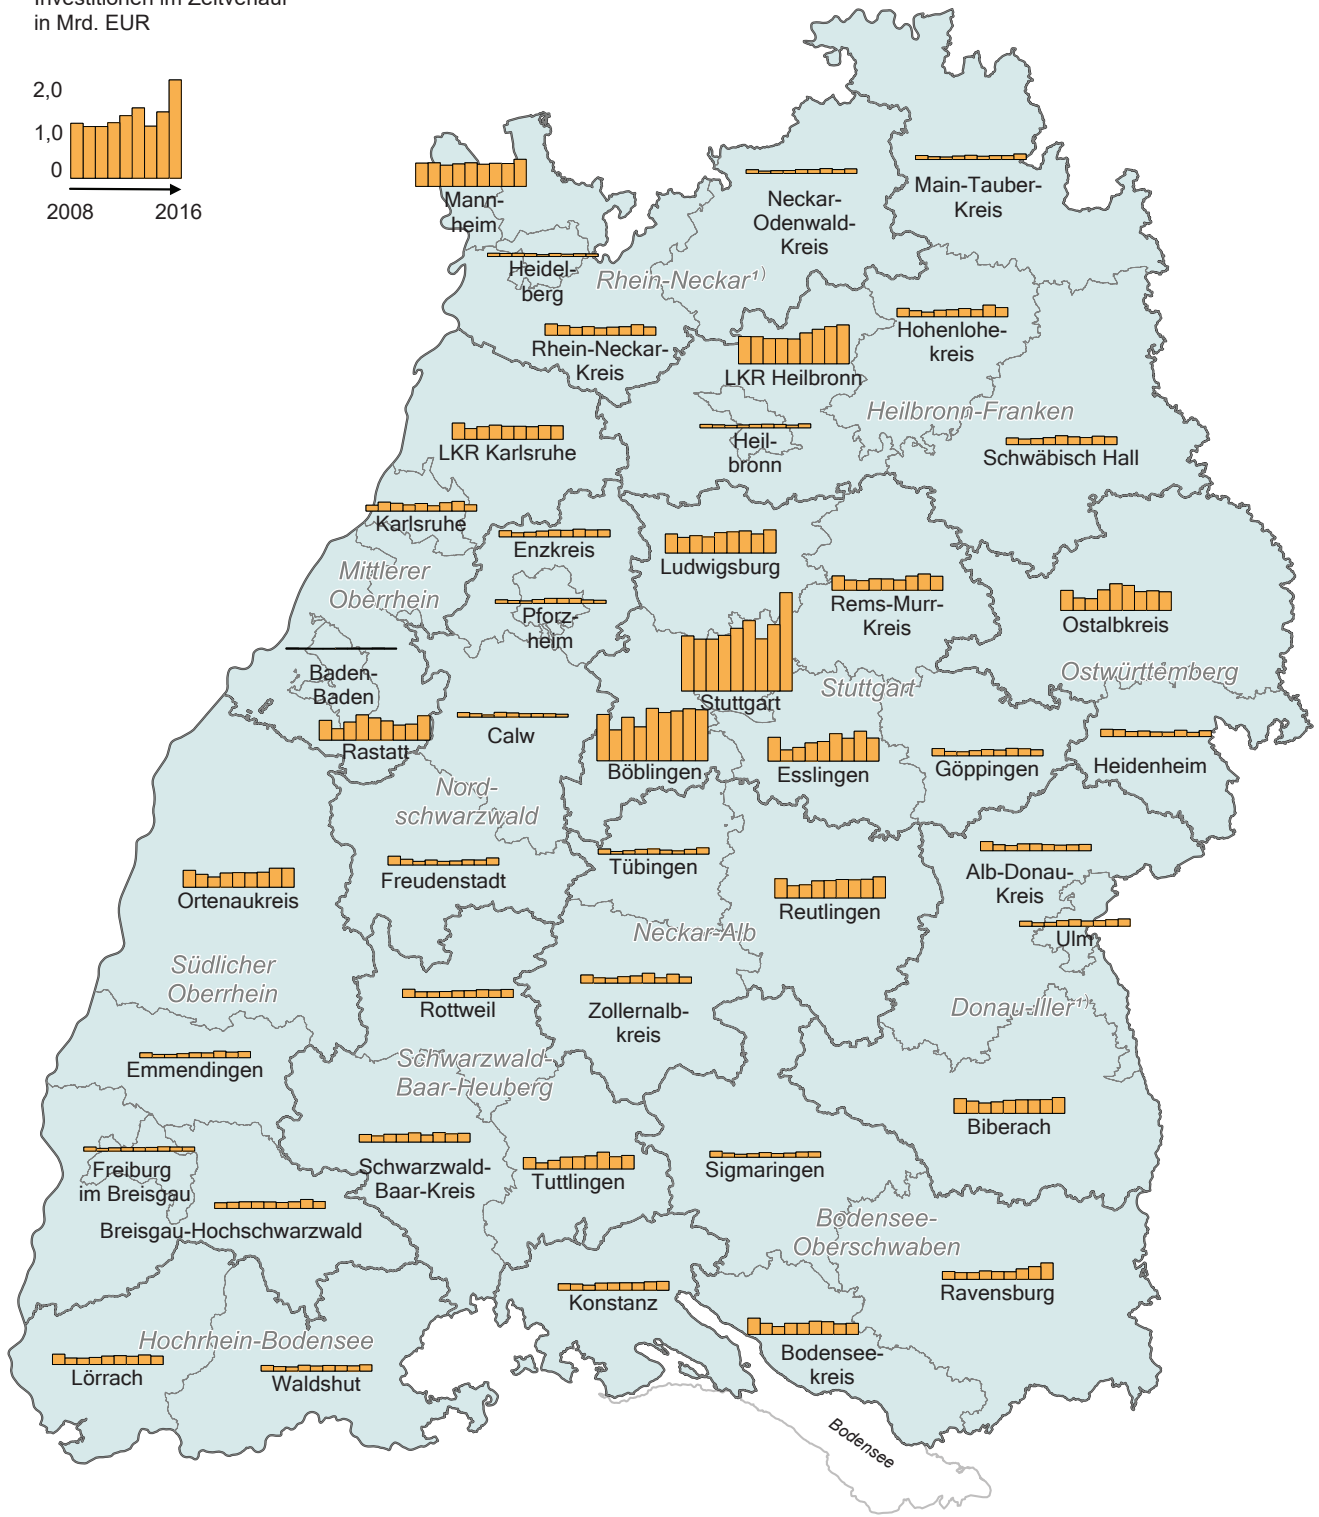 Investitionen im Zeitverlauf
in Mrd. EUR
2,0
1,0
0
2008 2016
Mann-
heim
Neckar-
Odenwald-
Kreis
Main-Tauber-
Kreis
Heidel-
berg
Rhein-Neckar¹⁾
Rhein-Neckar-
Kreis
LKR Heilbronn
Hohenlohe-
kreis
Heilbronn-Franken
LKR Karlsruhe
Heil-
bronn
Schwäbisch Hall
Karlsruhe
Enzkreis
Ludwigsburg
Mittlerer
Oberrhein
Pforz-
heim
Rems-Murr-
Kreis
Ostalbkreis
Baden-
Baden
Stuttgart
Stuttgart
Ostwürttemberg
Rastatt
Calw
Böblingen
Esslingen
Göppingen
Heidenheim
Nord-
schwarzwald
Freudenstadt
Tübingen
Reutlingen
Alb-Donau-
Kreis
Ortenaukreis
Neckar-Alb
Ulm
Südlicher
Oberrhein
Rottweil
Zollernalb-
kreis
Donau-Iller¹⁾
Emmendingen
Schwarzwald-
Baar-Heuberg
Biberach
Freiburg
im Breisgau
Schwarzwald-
Baar-Kreis
Tuttlingen
Sigmaringen
Breisgau-Hochschwarzwald
Bodensee-
Oberschwaben
Konstanz
Ravensburg
Hochrhein-Bodensee
Lörrach
Waldshut
Bodensee-
kreis
Bodensee